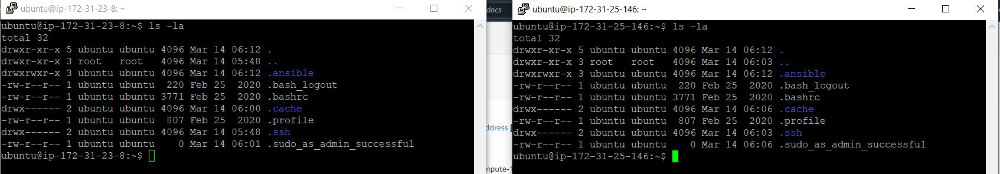 ubuntu@ip-172-31-23-8: ~
ubuntu@ip-172-31-23-8:~$ ls -la
total 32
drwxr-xr-x 5 ubuntu ubuntu 4096 Mar 14 06:12 .
drwxr-xr-x 3 root   root   4096 Mar 14 05:48 ..
drwxrwxr-x 3 ubuntu ubuntu 4096 Mar 14 06:12 .ansible
-rw-r--r-- 1 ubuntu ubuntu  220 Feb 25  2020 .bash_logout
-rw-r--r-- 1 ubuntu ubuntu 3771 Feb 25  2020 .bashrc
drwx------ 2 ubuntu ubuntu 4096 Mar 14 06:00 .cache
-rw-r--r-- 1 ubuntu ubuntu  807 Feb 25  2020 .profile
drwx------ 2 ubuntu ubuntu 4096 Mar 14 05:48 .ssh
-rw-r--r-- 1 ubuntu ubuntu    0 Mar 14 06:01 .sudo_as_admin_successful
ubuntu@ip-172-31-23-8:~$
docs
address [
ubuntu@ip-172-31-25-146: ~
ubuntu@ip-172-31-25-146:~$ ls -la
total 32
drwxr-xr-x 5 ubuntu ubuntu 4096 Mar 14 06:12 .
drwxr-xr-x 3 root   root   4096 Mar 14 06:03 ..
drwxrwxr-x 3 ubuntu ubuntu 4096 Mar 14 06:12 .ansible
-rw-r--r-- 1 ubuntu ubuntu  220 Feb 25  2020 .bash_logout
-rw-r--r-- 1 ubuntu ubuntu 3771 Feb 25  2020 .bashrc
drwx------ 2 ubuntu ubuntu 4096 Mar 14 06:06 .cache
-rw-r--r-- 1 ubuntu ubuntu  807 Feb 25  2020 .profile
drwx------ 2 ubuntu ubuntu 4096 Mar 14 06:03 .ssh
-rw-r--r-- 1 ubuntu ubuntu    0 Mar 14 06:06 .sudo_as_admin_successful
ubuntu@ip-172-31-25-146:~$